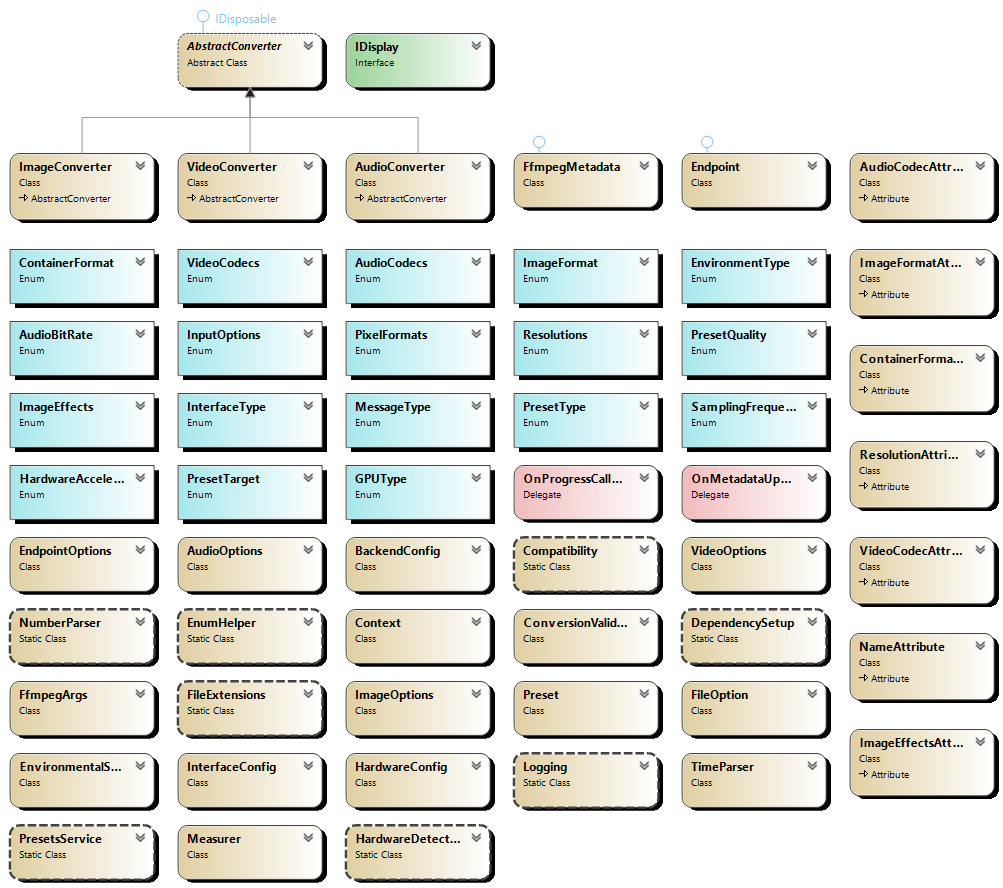 IDisposable
AbstractConverter
Abstract Class
IDisplay
Interface
ImageConverter
Class
AbstractConverter
VideoConverter
Class
AbstractConverter
AudioConverter
Class
AbstractConverter
FfmpegMetadata
Class
Endpoint
Class
AudioCodecAttr...
Class
Attribute
ContainerFormat
Enum
VideoCodecs
Enum
AudioCodecs
Enum
ImageFormat
Enum
EnvironmentType
Enum
ImageFormatAt...
Class
Attribute
AudioBitRate
Enum
InputOptions
Enum
PixelFormats
Enum
Resolutions
Enum
PresetQuality
Enum
ContainerForma...
Class
Attribute
ImageEffects
Enum
InterfaceType
Enum
MessageType
Enum
PresetType
Enum
SamplingFreque...
Enum
ResolutionAttri...
Class
Attribute
HardwareAccele...
Enum
PresetTarget
Enum
GPUType
Enum
OnProgressCall...
Delegate
OnMetadataUp...
Delegate
EndpointOptions
Class
AudioOptions
Class
BackendConfig
Class
Compatibility
Static Class
VideoOptions
Class
VideoCodecAttr...
Class
Attribute
NumberParser
Static Class
EnumHelper
Static Class
Context
Class
ConversionValid...
Class
DependencySetup
Static Class
NameAttribute
Class
Attribute
FfmpegArgs
Class
FileExtensions
Static Class
ImageOptions
Class
Preset
Class
FileOption
Class
ImageEffectsAtt...
Class
Attribute
EnvironmentalS...
Class
InterfaceConfig
Class
HardwareConfig
Class
Logging
Static Class
TimeParser
Class
PresetsService
Static Class
Measurer
Class
HardwareDetect...
Static Class